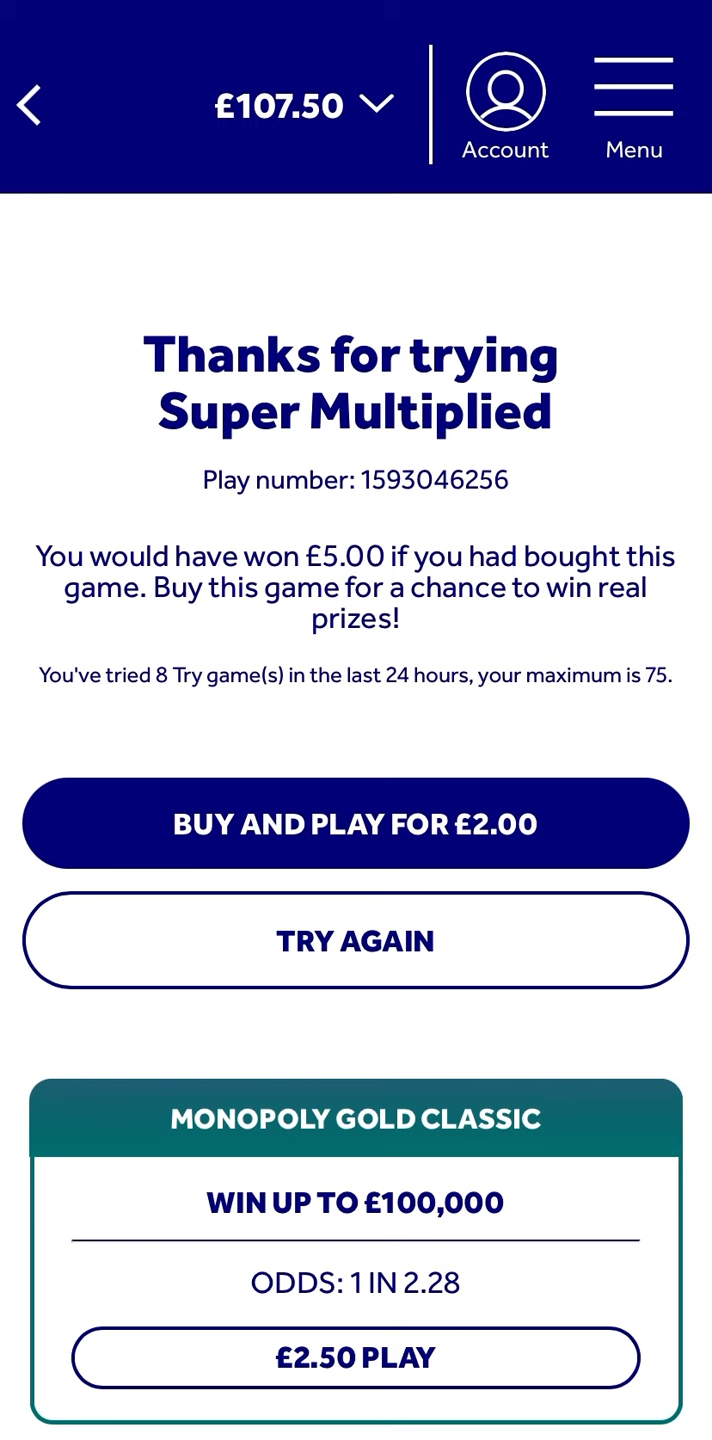 £107.50
Account
Menu
Thanks for trying
Super Multiplied
Play number: 1593046256
You would have won £5.00 if you had bought this
game. Buy this game for a chance to win real
prizes!
You've tried 8 Try game(s) in the last 24 hours, your maximum is 75.
BUY AND PLAY FOR £2.00
TRY AGAIN
MONOPOLY GOLD CLASSIC
WIN UP TO £100,000
ODDS: 1 IN 2.28
£2.50 PLAY